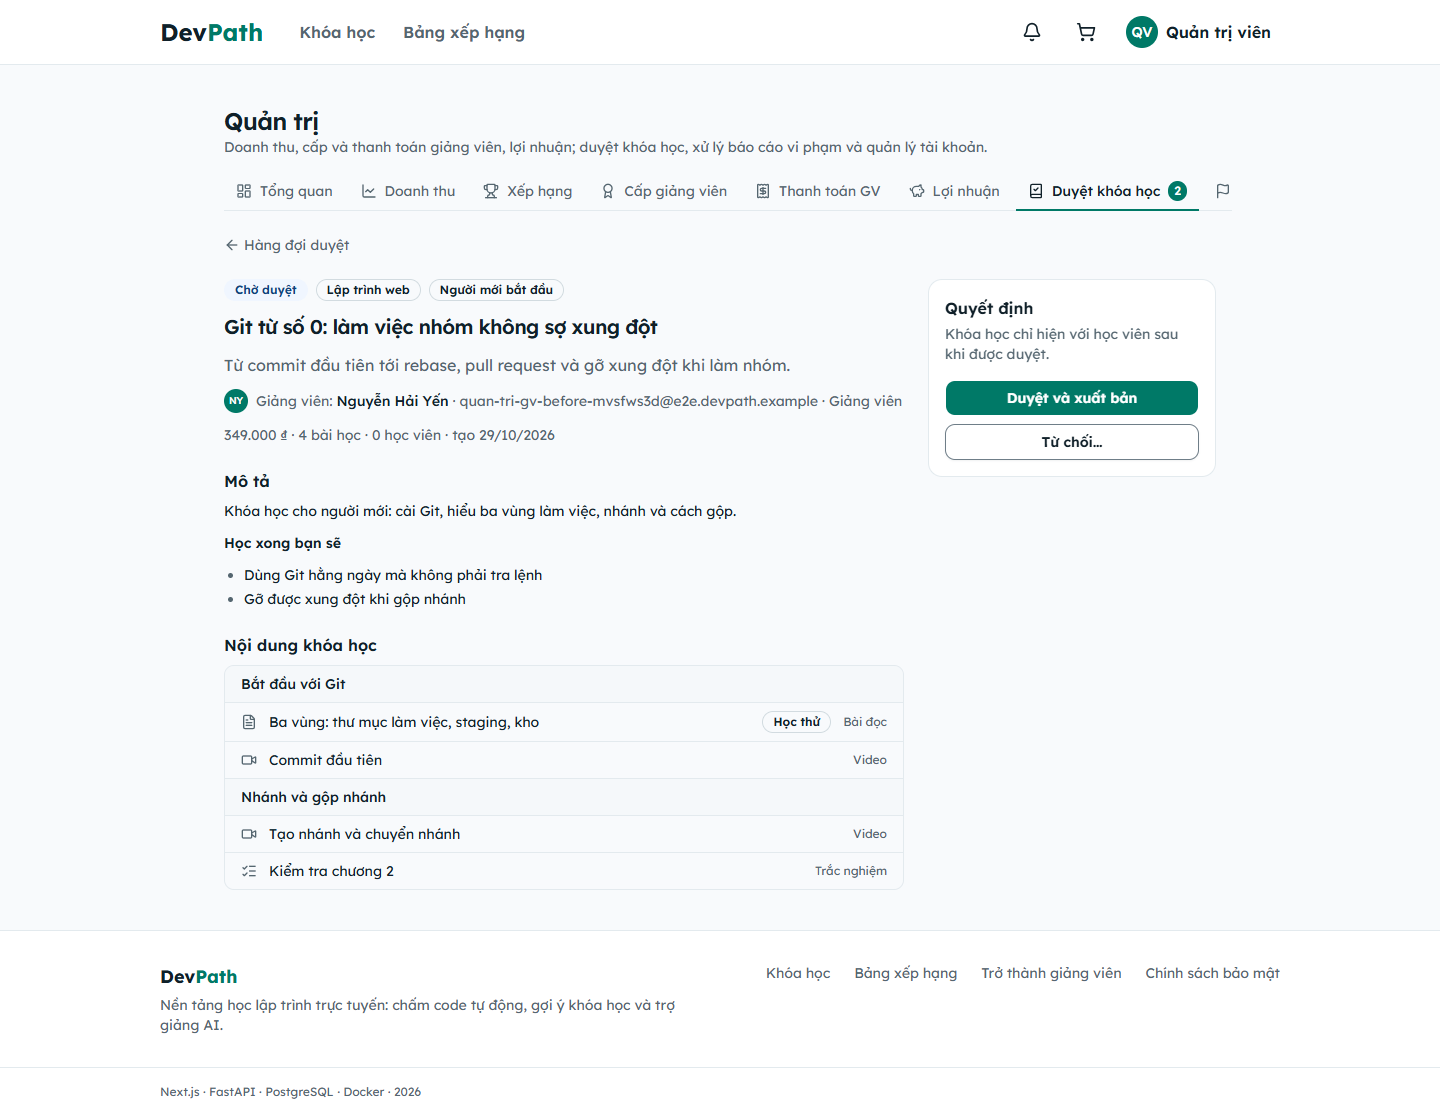 DevPath
Khóa học
Bảng xếp hạng
QV
Quản trị viên
Quản trị
Doanh thu, cấp và thanh toán giảng viên, lợi nhuận; duyệt khóa học, xử lý báo cáo vi phạm và quản lý tài khoản.
Tổng quan
Doanh thu
Xếp hạng
Cấp giảng viên
Thanh toán GV
Lợi nhuận
Duyệt khóa học 2
Hàng đợi duyệt
Chờ duyệt
Lập trình web
Người mới bắt đầu
Git từ số 0: làm việc nhóm không sợ xung đột
Từ commit đầu tiên tới rebase, pull request và gỡ xung đột khi làm nhóm.
NY
Giảng viên: Nguyễn Hải Yến · quan-tri-gv-before-mvsfws3d@e2e.devpath.example · Giảng viên
349.000 ₫ · 4 bài học · 0 học viên · tạo 29/10/2026
Mô tả
Khóa học cho người mới: cài Git, hiểu ba vùng làm việc, nhánh và cách gộp.
Học xong bạn sẽ
Dùng Git hằng ngày mà không phải tra lệnh
Gỡ được xung đột khi gộp nhánh
Nội dung khóa học
Bắt đầu với Git
Ba vùng: thư mục làm việc, staging, kho
Học thử
Bài đọc
Commit đầu tiên
Video
Nhánh và gộp nhánh
Tạo nhánh và chuyển nhánh
Video
Kiểm tra chương 2
Trắc nghiệm
Quyết định
Khóa học chỉ hiện với học viên sau
khi được duyệt.
Duyệt và xuất bản
Từ chối...
DevPath
Nền tảng học lập trình trực tuyến: chấm code tự động, gợi ý khóa học và trợ
giảng AI.
Khóa học
Bảng xếp hạng
Trở thành giảng viên
Chính sách bảo mật
Next.js · FastAPI · PostgreSQL · Docker · 2026